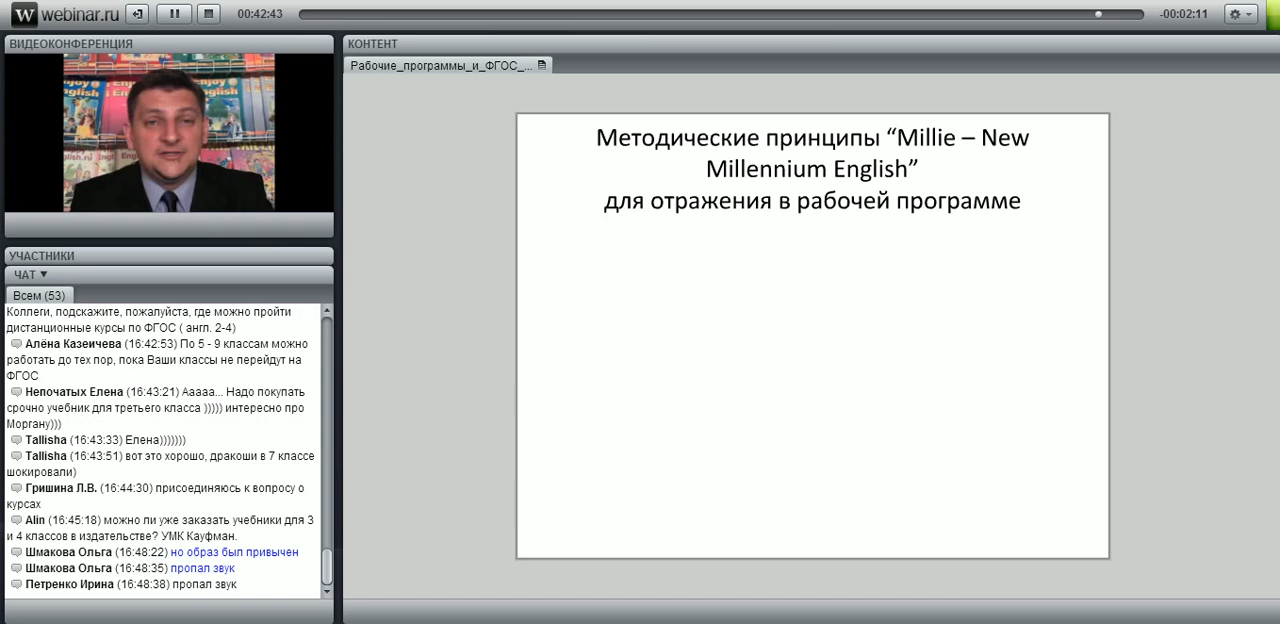 webinar.ru
00:42:43
-00:02:11
ВИДЕОКОНФЕРЕНЦИЯ
Enjoy English
УЧАСТНИКИ
ЧАТ ▼
Всем (53)
Коллеги, подскажите, пожалуйста, где можно пройти
дистанционные курсы по ФГОС ( англ. 2-4)
Алёна Казеичева (16:42:53) По 5 - 9 классам можно
работать до тех пор, пока Ваши классы не перейдут на
ФГОС
Непочатых Елена (16:43:21) Ааааа... Надо покупать
срочно учебник для третьего класса ))))) интересно про
Моргану)))
Tallisha (16:43:33) Елена)))))))
Tallisha (16:43:51) вот это хорошо, дракоши в 7 классе
шокировали)
Гришина Л.В. (16:44:30) присоединяюсь к вопросу о
курсах
Alin (16:45:18) можно ли уже заказать учебники для 3
и 4 классов в издательстве? УМК Кауфман.
Шмакова Ольга (16:48:22) но образ был привычен
Шмакова Ольга (16:48:35) пропал звук
Петренко Ирина (16:48:38) пропал звук
КОНТЕНТ
Рабочие_программы_и_ФГОС_...
Методические принципы “Millie – New
Millennium English”
для отражения в рабочей программе